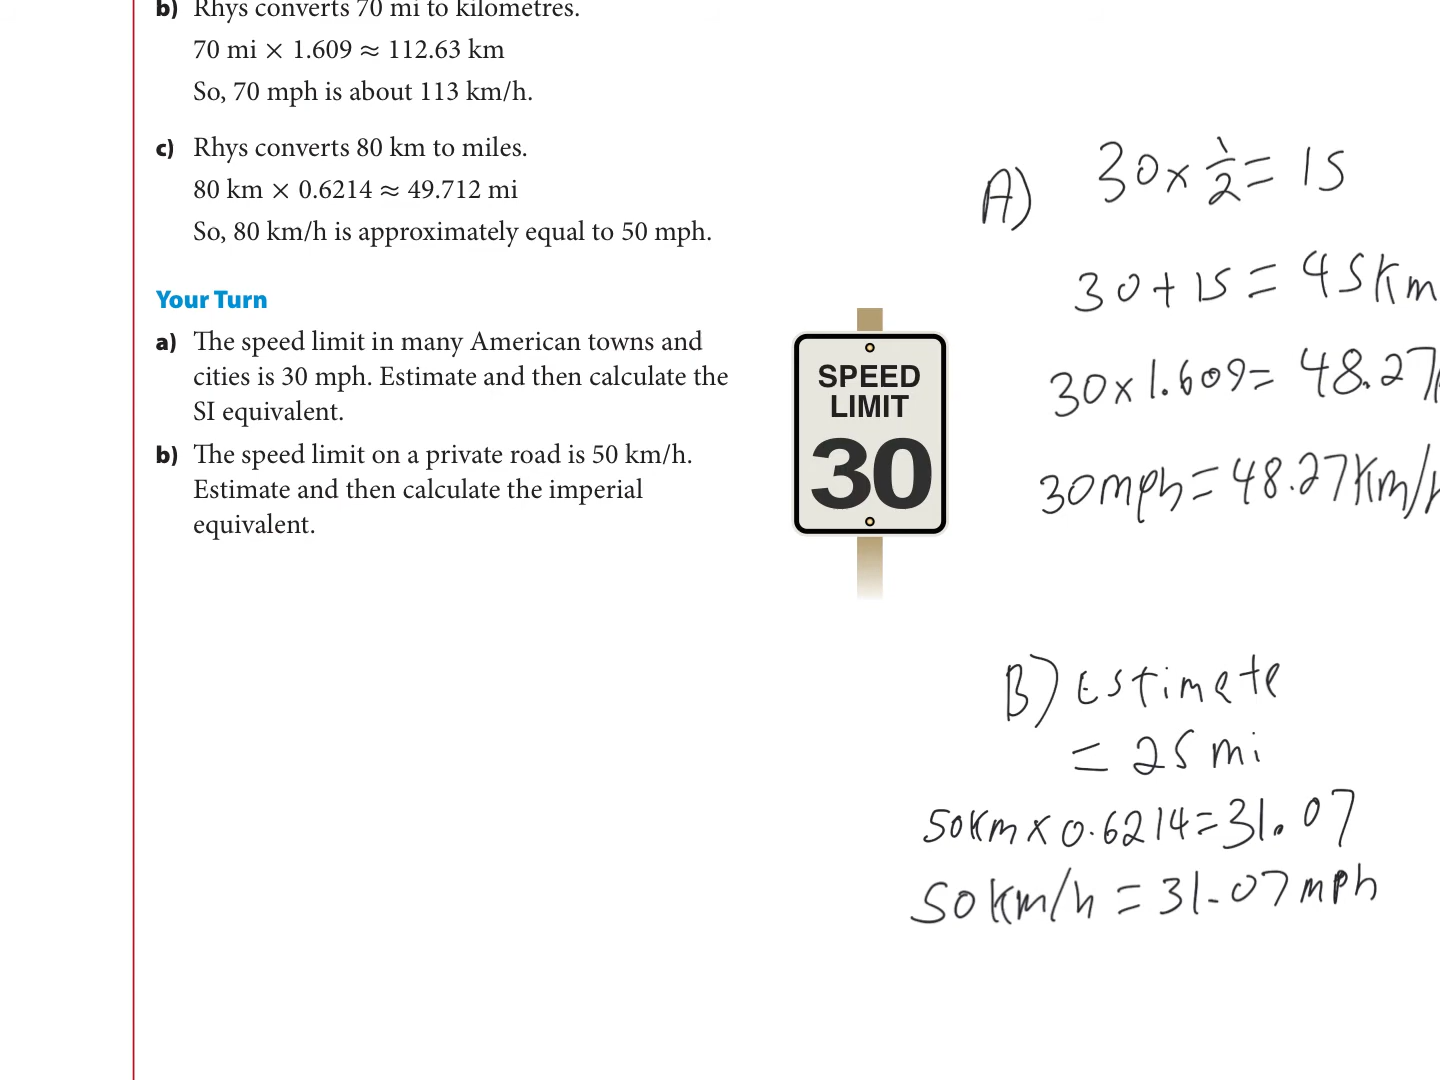 b) Rhys converts 70 mi to kilometres.
70 mi × 1.609 ≈ 112.63 km
So, 70 mph is about 113 km/h.
c) Rhys converts 80 km to miles.
80 km × 0.6214 ≈ 49.712 mi
So, 80 km/h is approximately equal to 50 mph.
Your Turn
a) The speed limit in many American towns and
cities is 30 mph. Estimate and then calculate the
SI equivalent.
b) The speed limit on a private road is 50 km/h.
Estimate and then calculate the imperial
equivalent.
SPEED
LIMIT
30
A) 30 x 1/2 = 15
30 + 15 = 45 Km
30 x 1.609 = 48.27
30mph = 48.27 Km/h
B) Estimate
= 25 mi
50Km x 0.6214 = 31.07
50 Km/h = 31.07 mph